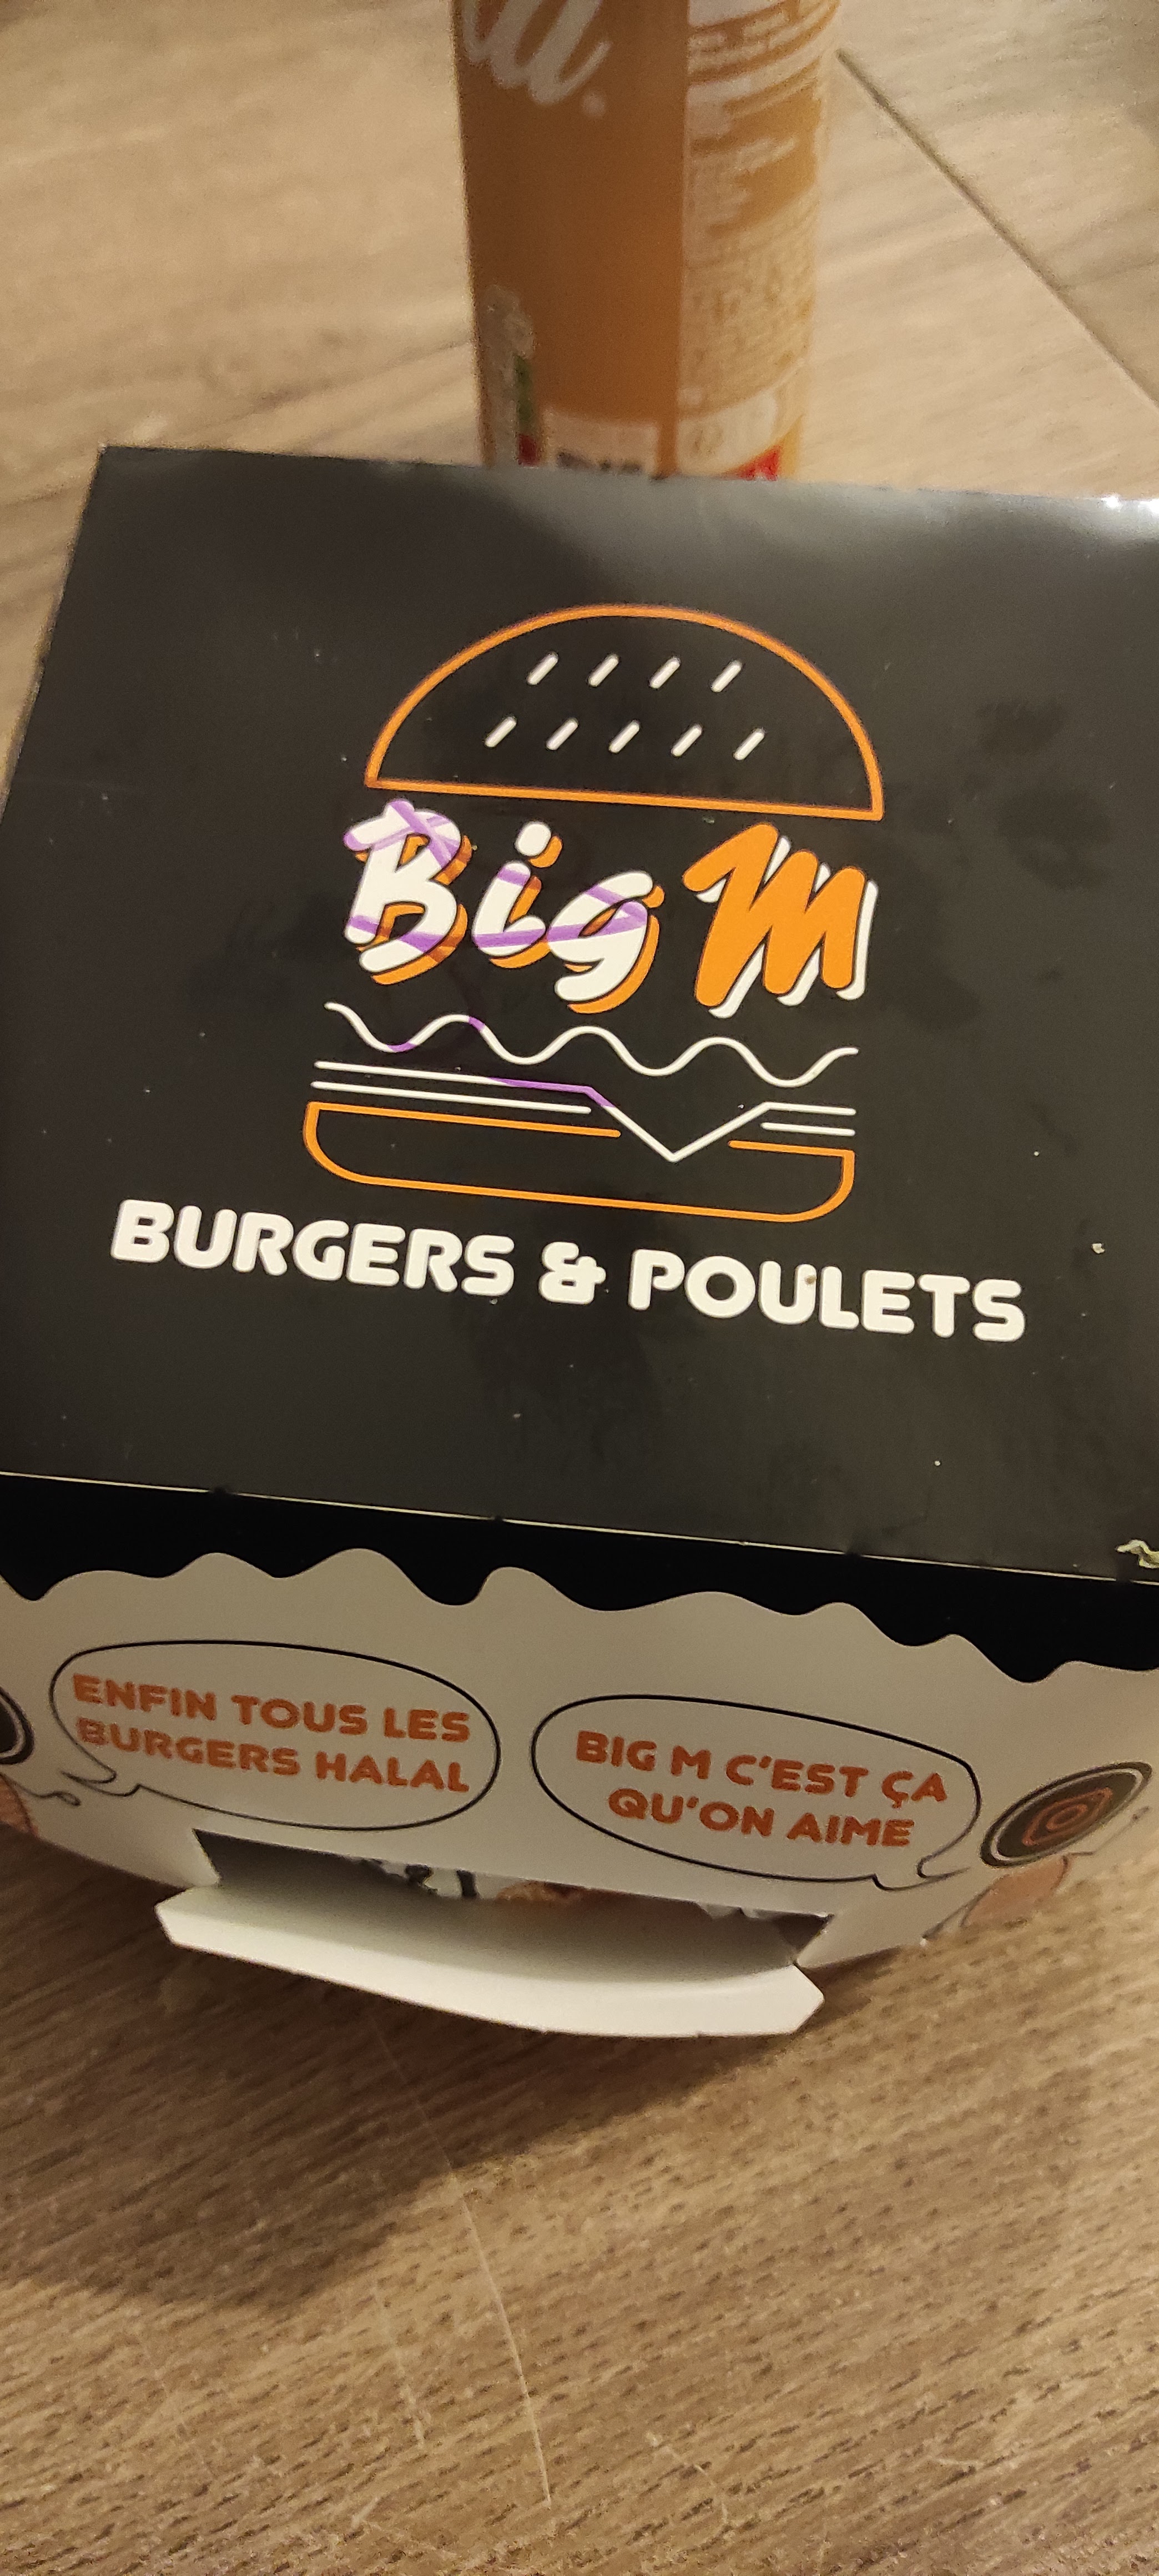 Big M
BURGERS & POULETS
ENFIN TOUS LES
BURGERS HALAL
BIG M C'EST ÇA
QU'ON AIME